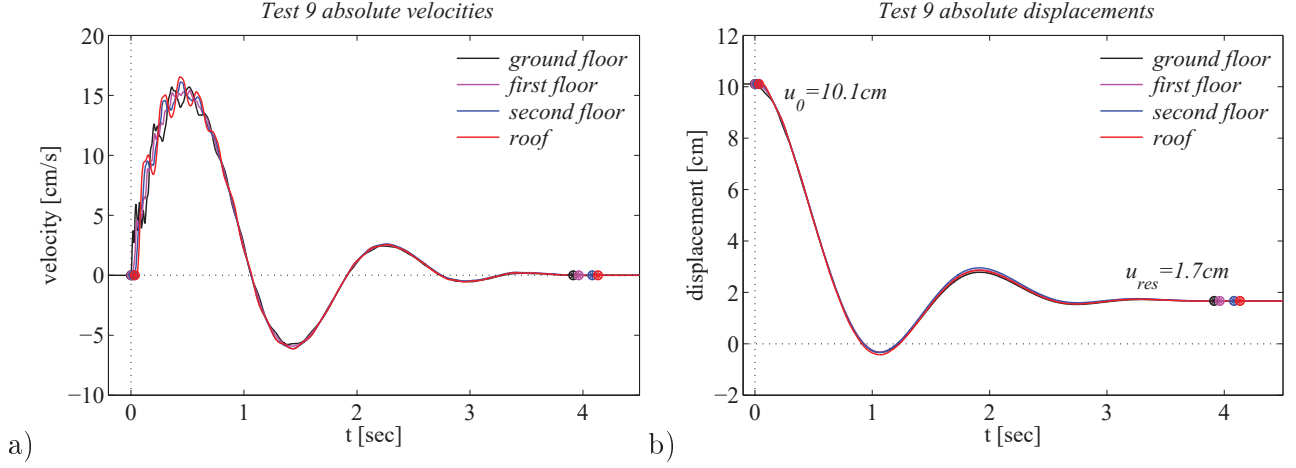 Test 9 absolute velocities
20
15
10
5
0
−5
−10
velocity [cm/s]
ground floor
first floor
second floor
roof
0
1
2
3
4
t [sec]
a)
Test 9 absolute displacements
12
10
8
6
4
2
0
−2
displacement [cm]
ground floor
first floor
second floor
roof
u_0=10.1cm
u_res=1.7cm
0
1
2
3
4
t [sec]
b)